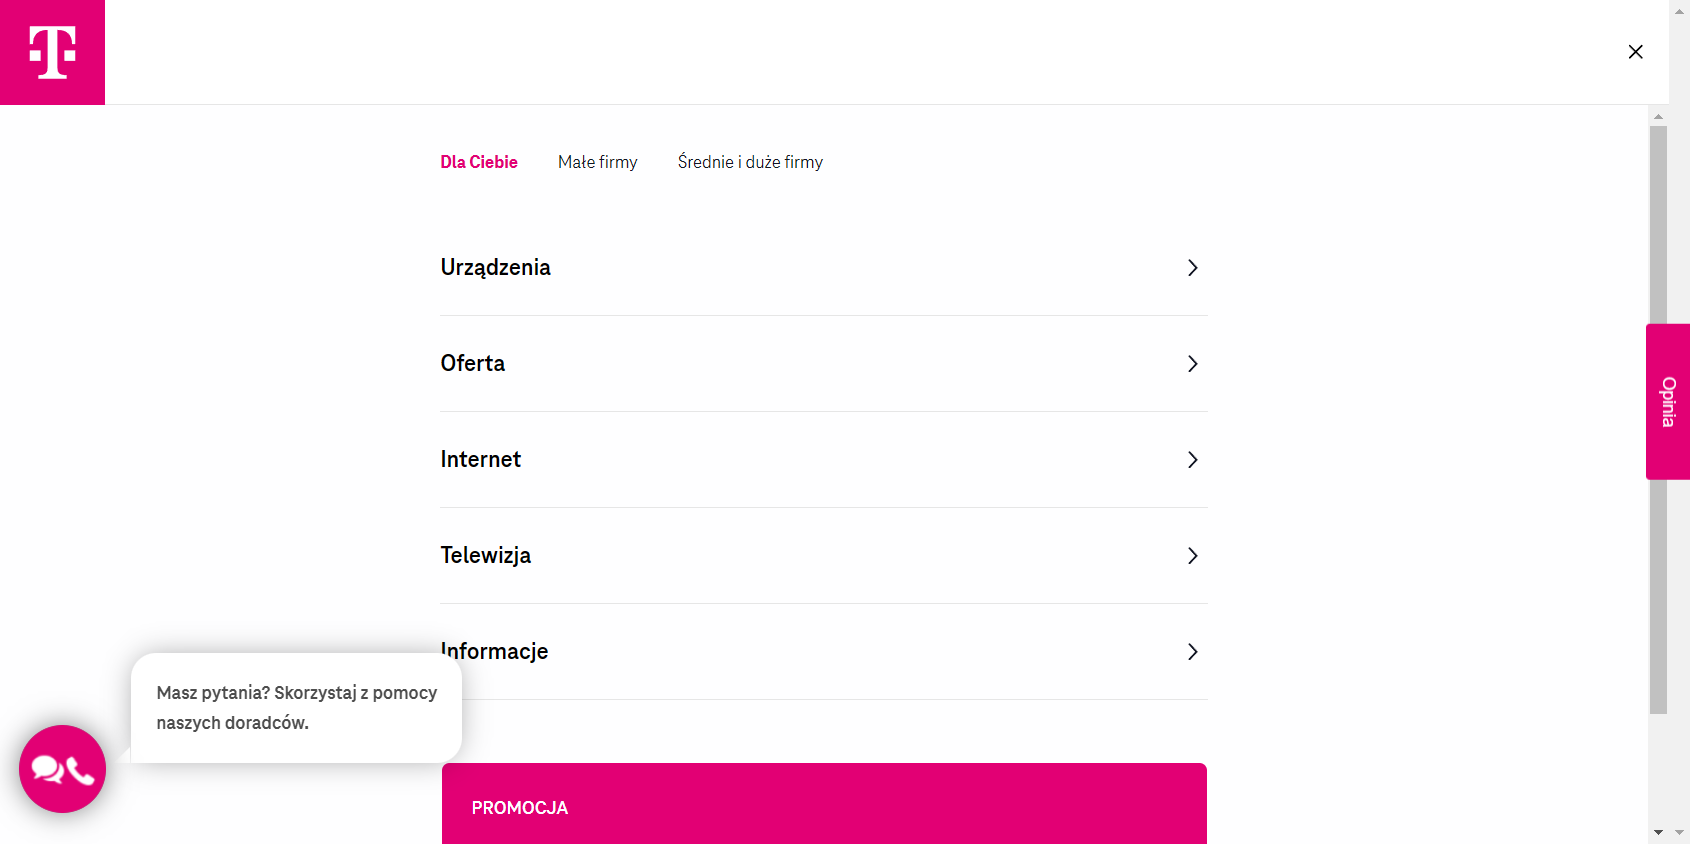 T
Dla Ciebie Małe firmy Średnie i duże firmy
Urządzenia
Oferta
Internet
Telewizja
Informacje
Masz pytania? Skorzystaj z pomocy
naszych doradców.
PROMOCJA
Opinia